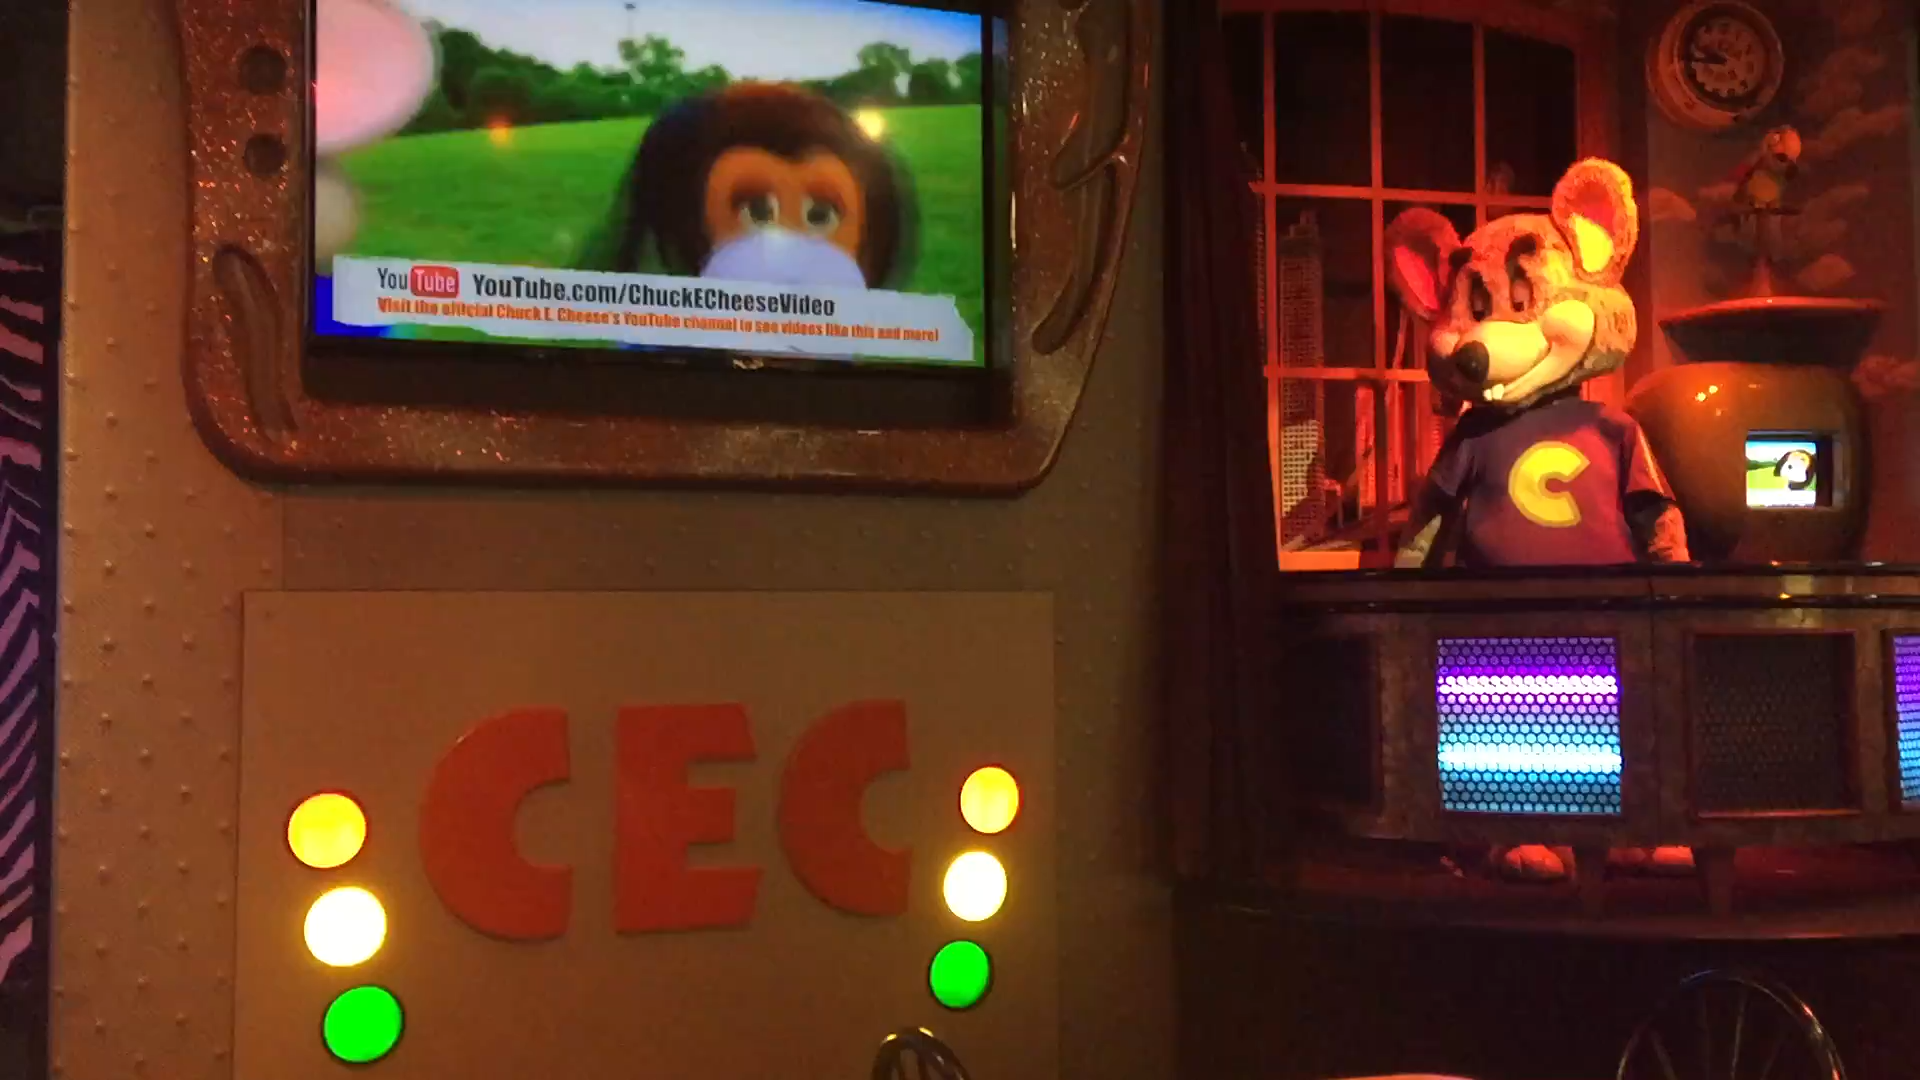 YouTube YouTube.com/ChuckECheeseVideo
Visit the official Chuck E. Cheese's YouTube channel to see videos like this and more!
C
CEC